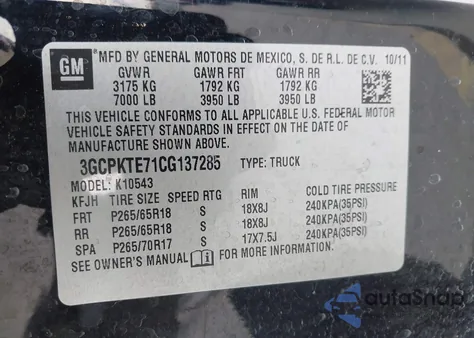 GM
MFD BY GENERAL MOTORS DE MEXICO, S. DE R.L. DE C.V. 10/11
GVWR GAWR FRT GAWR RR
3175 KG 1792 KG 1792 KG
7000 LB 3950 LB 3950 LB
THIS VEHICLE CONFORMS TO ALL APPLICABLE U.S. FEDERAL MOTOR
VEHICLE SAFETY STANDARDS IN EFFECT ON THE DATE OF
MANUFACTURE SHOWN ABOVE.
3GCPKTE71CG137285 TYPE: TRUCK
MODEL: K10543
KFJH TIRE SIZE SPEED RTG RIM COLD TIRE PRESSURE
FRT P265/65R18 S 18X8J 240KPA(35PSI)
RR P265/65R18 S 18X8J 240KPA(35PSI)
SPA P265/70R17 S 17X7.5J 240KPA(35PSI)
SEE OWNER'S MANUAL FOR MORE INFORMATION
autoSnap